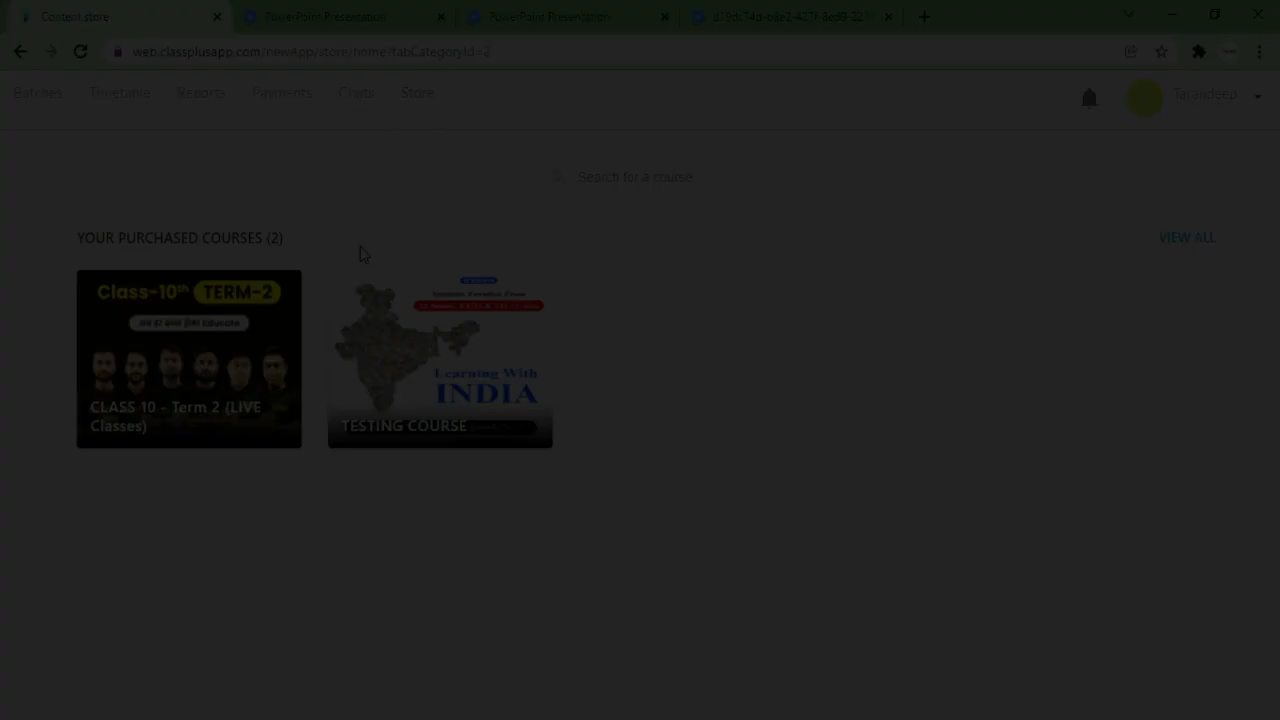 Content store
PowerPoint Presentation
PowerPoint Presentation
web.classplusapp.com/newApp/store/home?tabCategoryId=2
Batches
Timetable
Reports
Payments
Chats
Store
Tarandeep
Search for a course
YOUR PURCHASED COURSES (2)
VIEW ALL
Class-10th TERM-2
CLASS 10 - Term 2 (LIVE
Classes)
Learning With
INDIA
TESTING COURSE